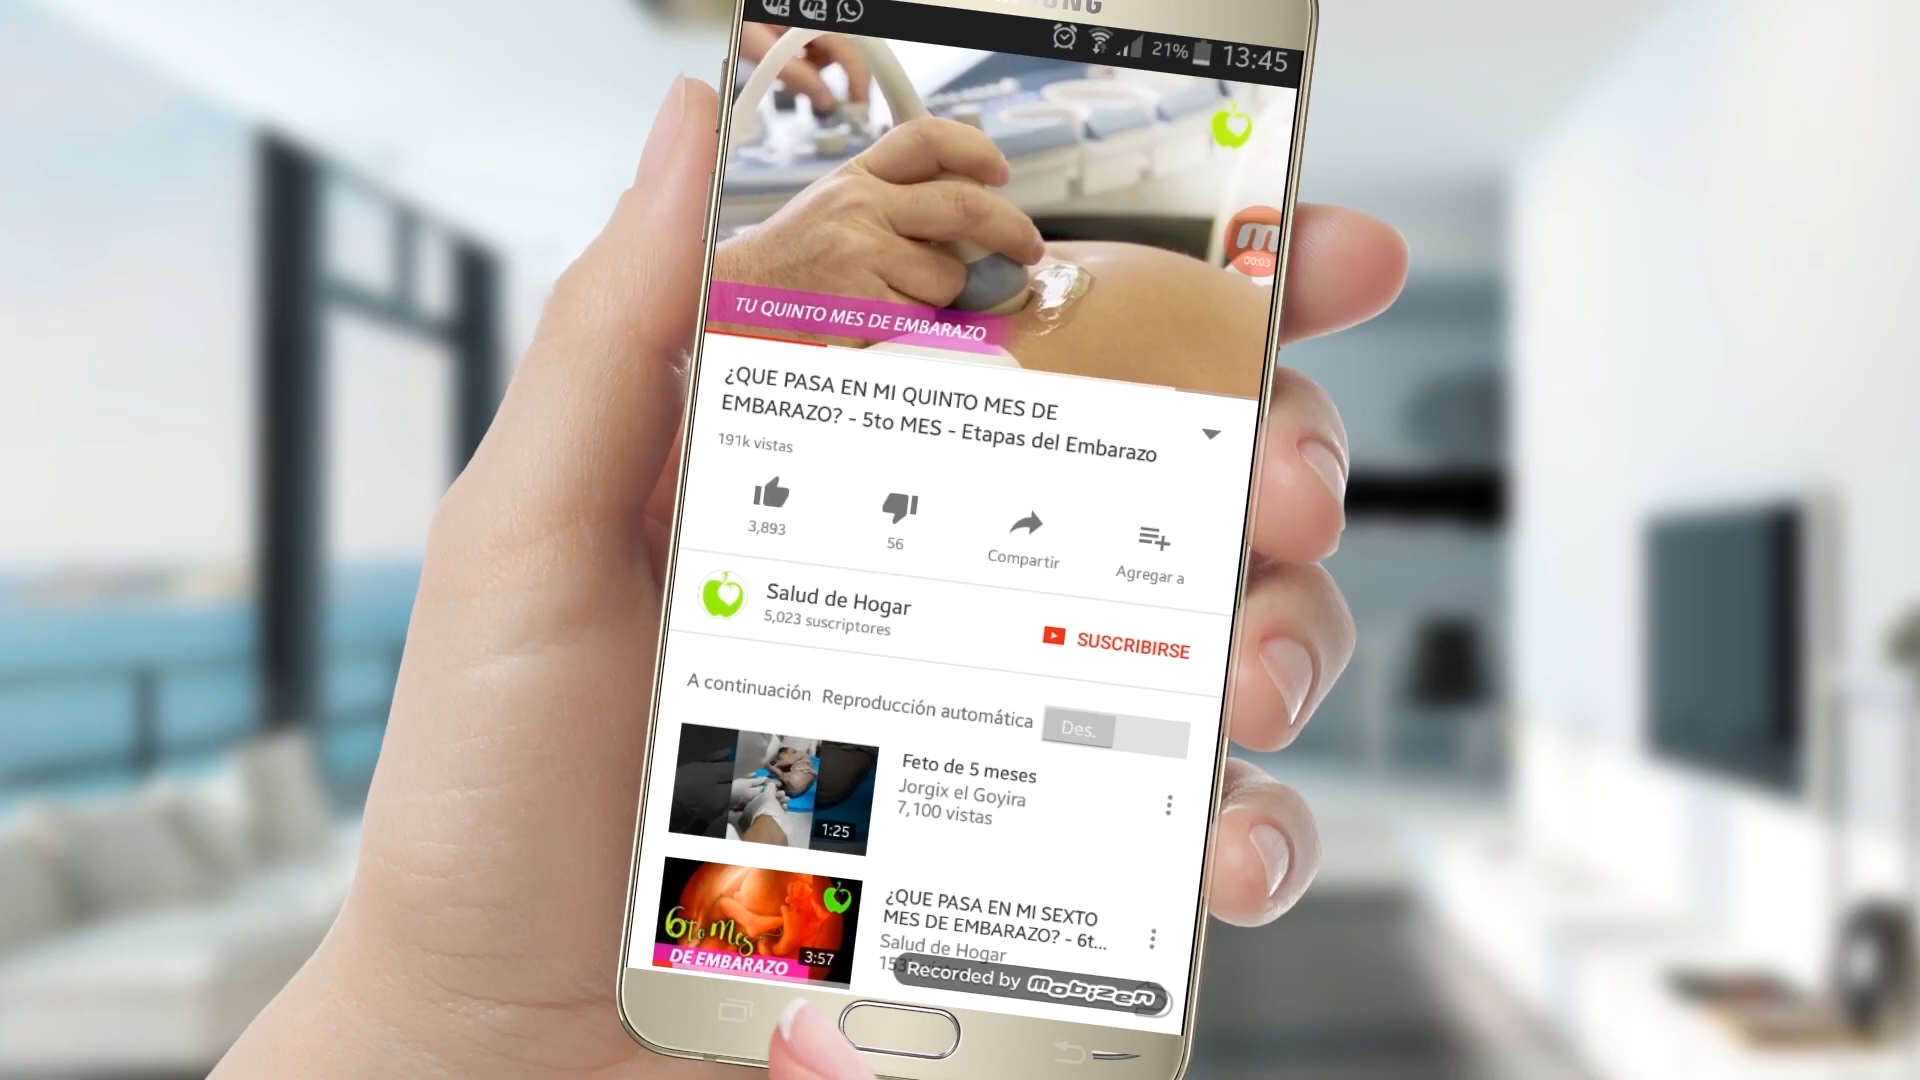 21% 13:45
00:03
TU QUINTO MES DE EMBARAZO
¿QUE PASA EN MI QUINTO MES DE
EMBARAZO? - 5to MES - Etapas del Embarazo
191k vistas
3,893
56
Compartir
Agregar a
Salud de Hogar
5,023 suscriptores
SUSCRIBIRSE
A continuación Reproducción automática Des.
1:25
Feto de 5 meses
Jorgix el Goyira
7,100 vistas
6to Mes
DE EMBARAZO
3:57
¿QUE PASA EN MI SEXTO
MES DE EMBARAZO? - 6t...
Salud de Hogar
Recorded by mobizen